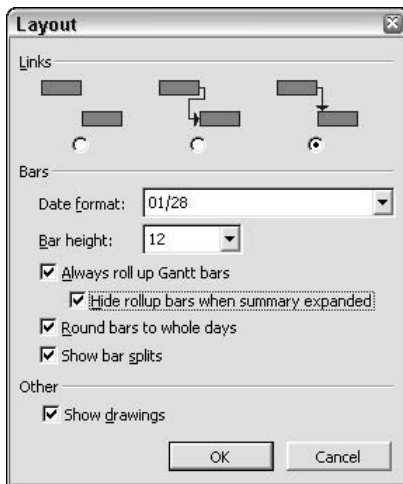 Layout
Links
Bars
Date format: 01/28
Bar height: 12
Always roll up Gantt bars
Hide rollup bars when summary expanded
Round bars to whole days
Show bar splits
Other
Show drawings
OK Cancel